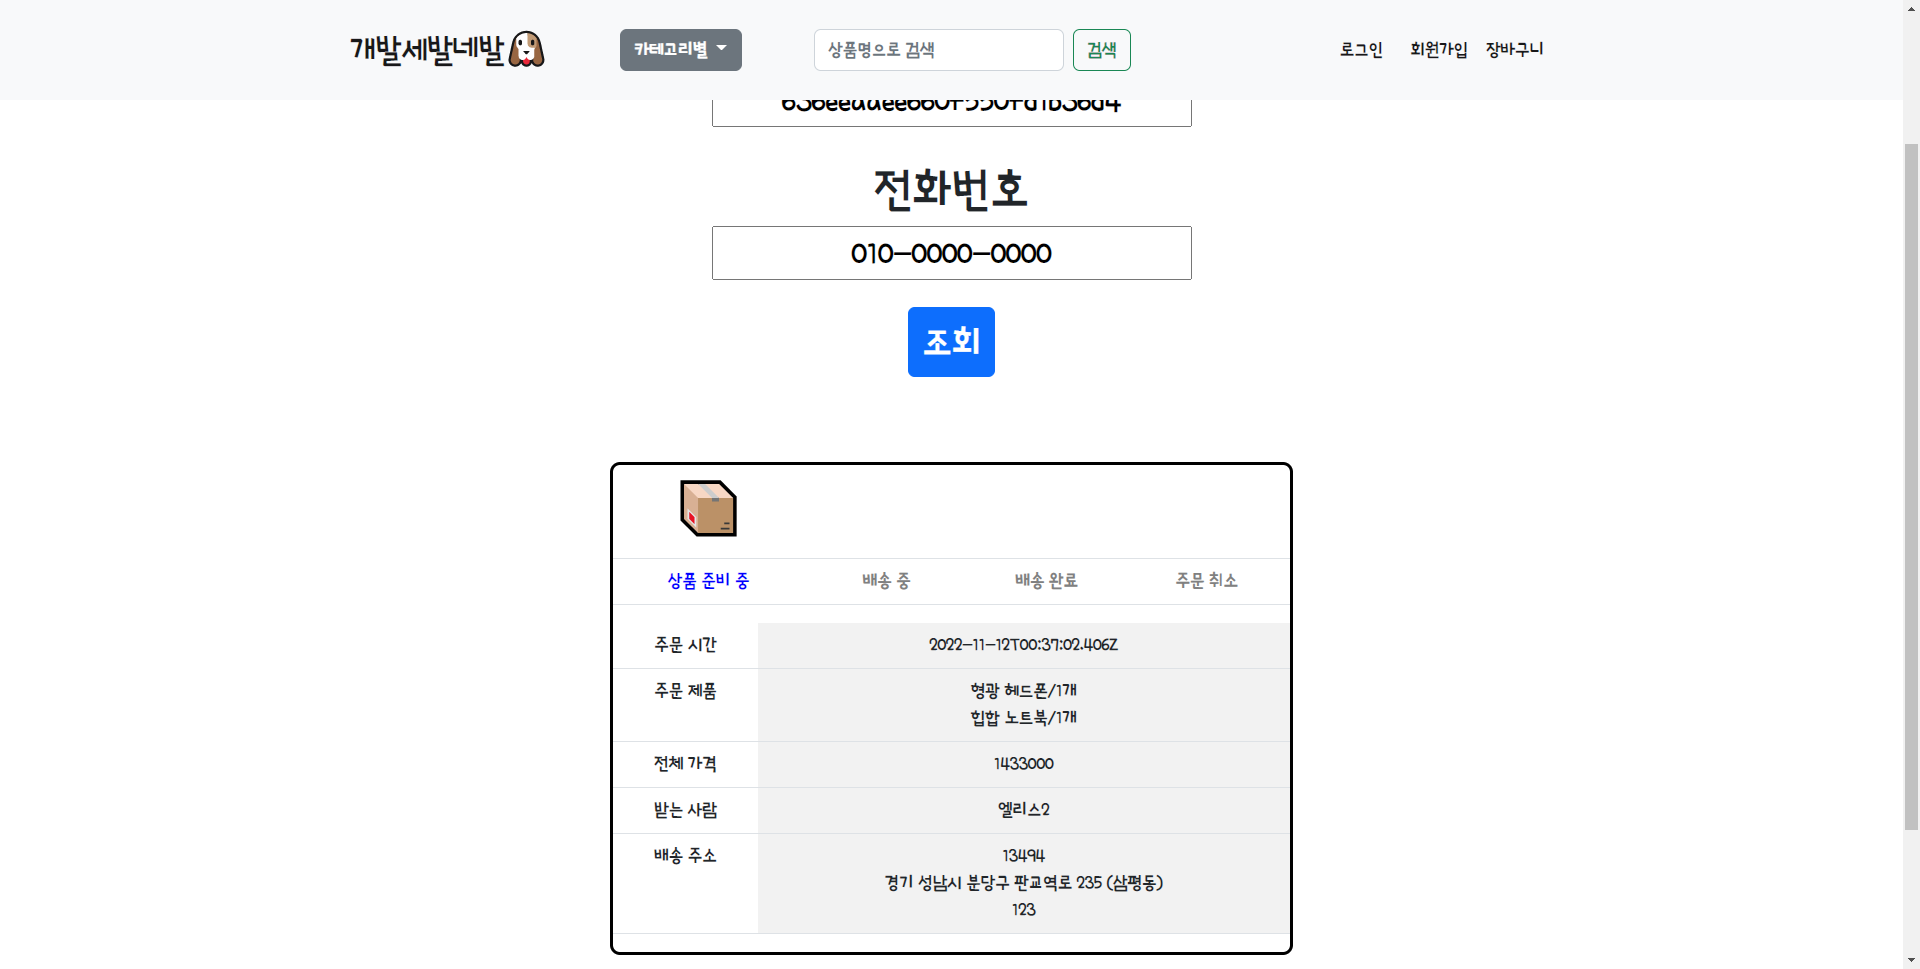 개발세발네발
카테고리별
상품명으로 검색
검색
로그인
회원가입
장바구니
전화번호
010-0000-0000
조회
상품 준비 중
배송 중
배송 완료
주문 취소
주문 시간
2022-11-12T00:37:02.406Z
주문 제품
형광 헤드폰/1개
힙합 노트북/1개
전체 가격
1433000
받는 사람
엘리스2
배송 주소
13494
경기 성남시 분당구 판교역로 235 (삼평동)
123